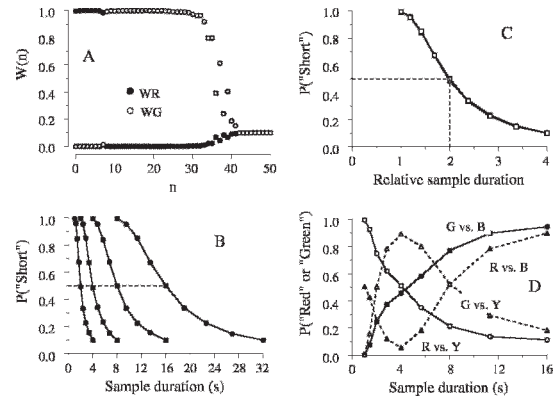 A
W(n)
1.0
0.8
0.6
0.4
0.2
0.0
WR
WG
0 10 20 30 40 50
n
C
P("Short")
1.0
0.8
0.6
0.4
0.2
0.0
0 1 2 3 4
Relative sample duration
B
P("Short")
1.0
0.8
0.6
0.4
0.2
0.0
0 4 8 12 16 20 24 28 32
Sample duration (s)
D
P("Red" or "Green")
1.0
0.8
0.6
0.4
0.2
0.0
G vs. B
R vs. B
G vs. Y
R vs. Y
0 4 8 12 16
Sample duration (s)